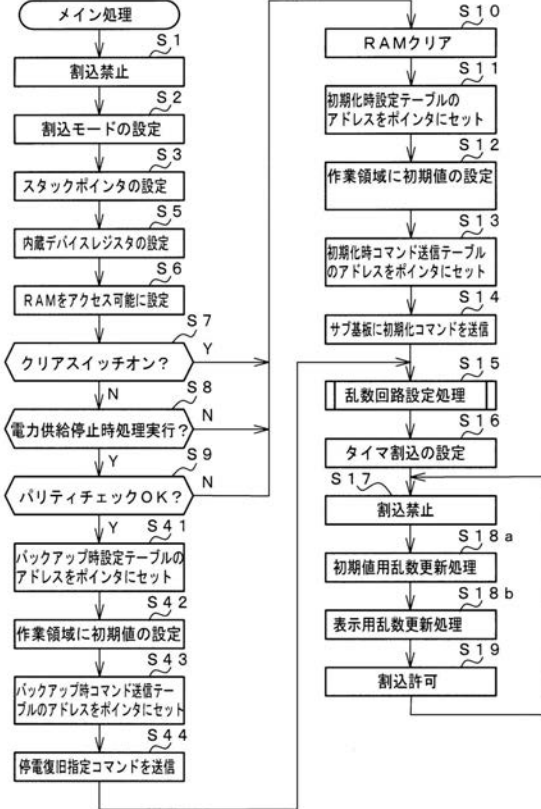 メイン処理
S1
割込禁止
S2
割込モードの設定
S3
スタックポインタの設定
S5
内蔵デバイスレジスタの設定
S6
RAMをアクセス可能に設定
S7
クリアスイッチオン?
Y
N
S8
電力供給停止時処理実行?
N
Y
S9
パリティチェックOK?
N
Y
S41
バックアップ時設定テーブルの
アドレスをポインタにセット
S42
作業領域に初期値の設定
S43
バックアップ時コマンド送信テー
ブルのアドレスをポインタにセット
S44
停電復旧指定コマンドを送信
S10
RAMクリア
S11
初期化時設定テーブルの
アドレスをポインタにセット
S12
作業領域に初期値の設定
S13
初期化時コマンド送信テーブル
のアドレスをポインタにセット
S14
サブ基板に初期化コマンドを送信
S15
乱数回路設定処理
S16
タイマ割込の設定
S17
割込禁止
S18a
初期値用乱数更新処理
S18b
表示用乱数更新処理
S19
割込許可